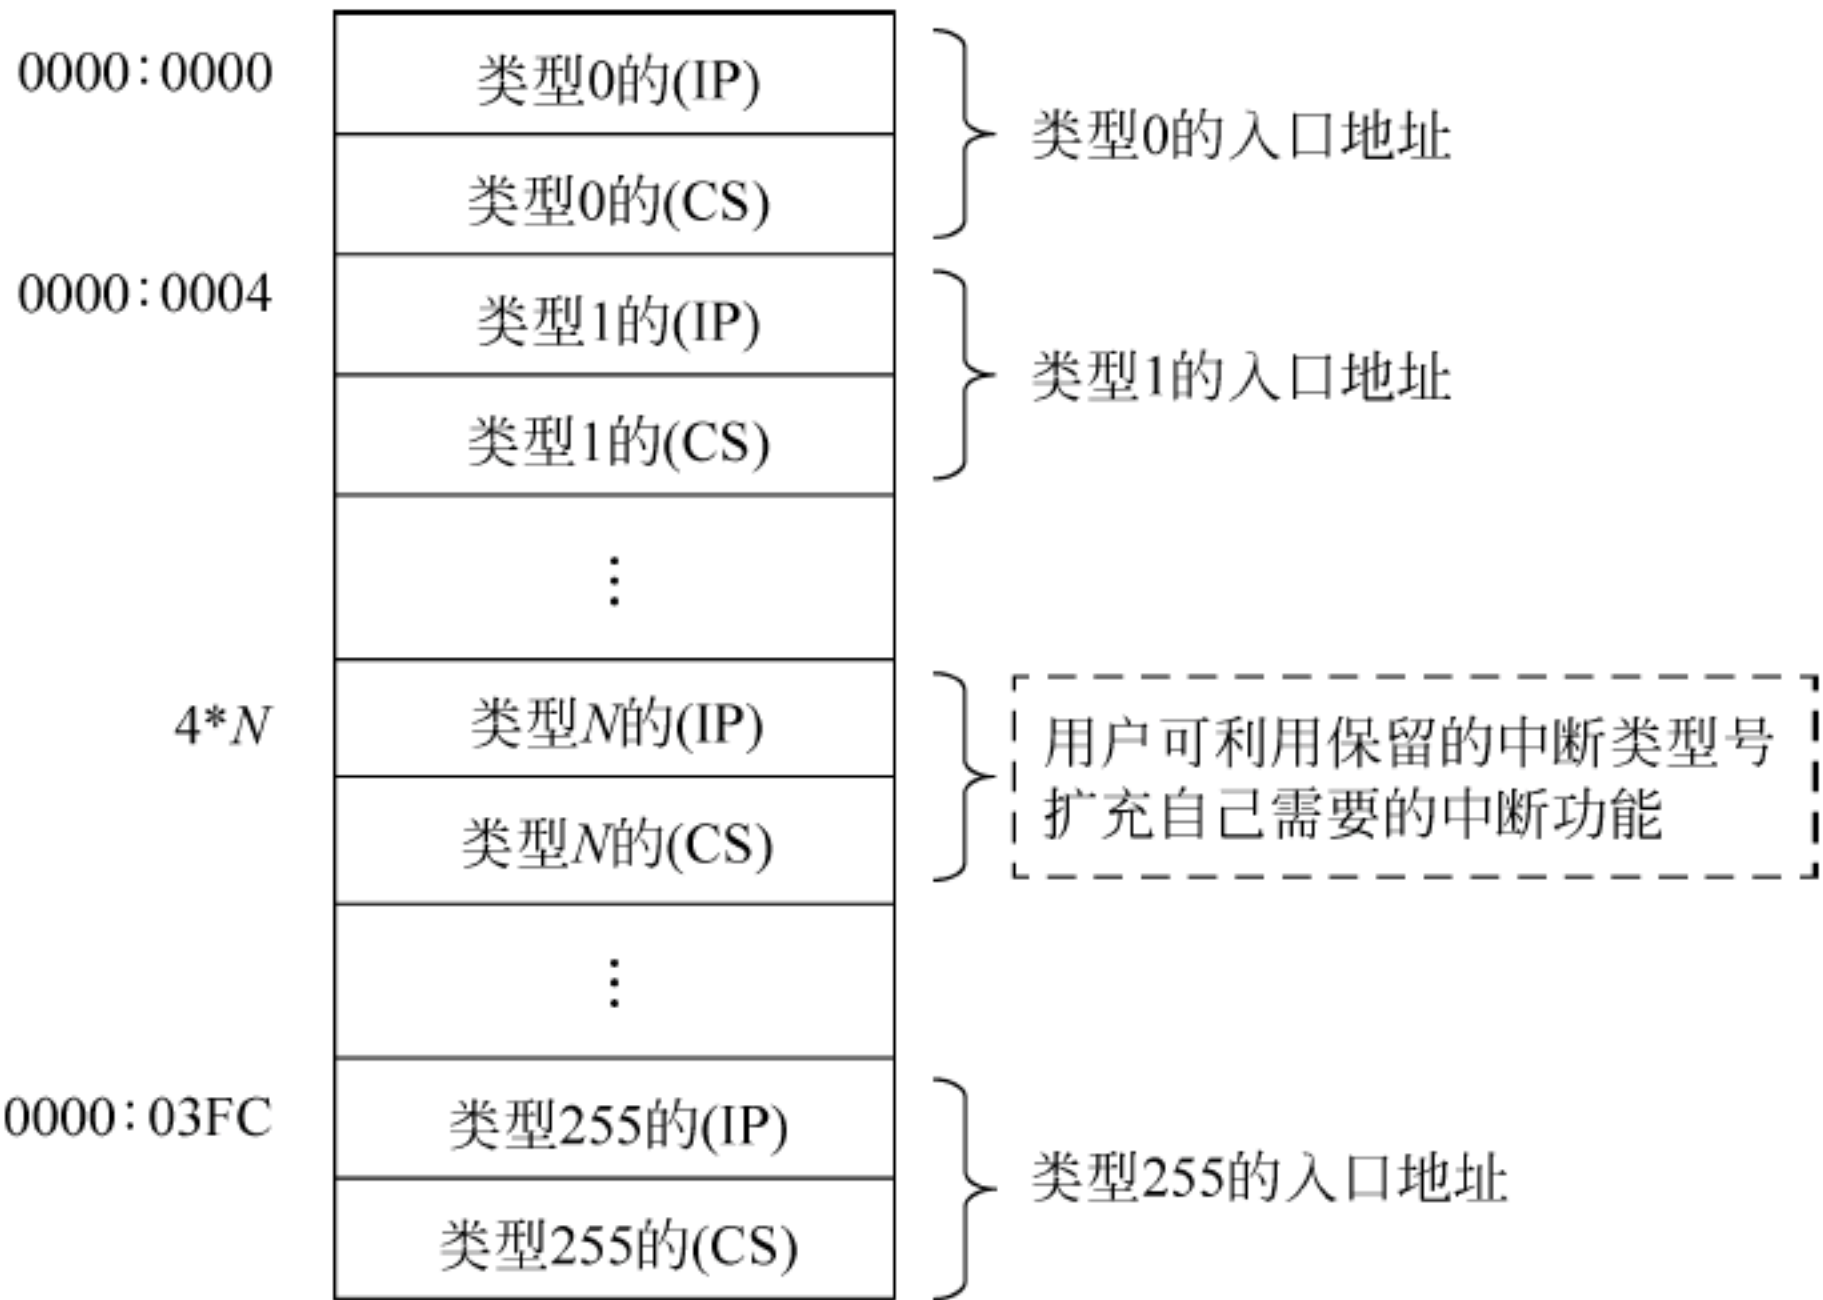 0000:0000
类型0的(IP)
类型0的(CS)
类型0的入口地址
0000:0004
类型1的(IP)
类型1的(CS)
类型1的入口地址
⋮
4*N
类型N的(IP)
类型N的(CS)
用户可利用保留的中断类型号
扩充自己需要的中断功能
⋮
0000:03FC
类型255的(IP)
类型255的(CS)
类型255的入口地址